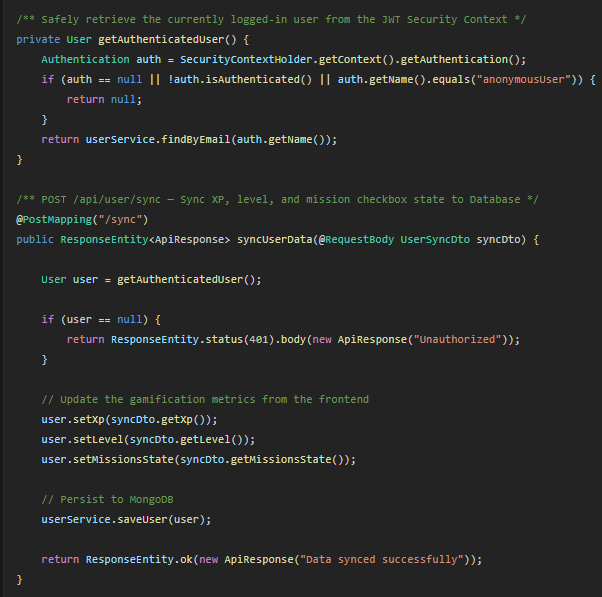 /** Safely retrieve the currently logged-in user from the JWT Security Context */
private User getAuthenticatedUser() {
    Authentication auth = SecurityContextHolder.getContext().getAuthentication();
    if (auth == null || !auth.isAuthenticated() || auth.getName().equals("anonymousUser")) {
        return null;
    }
    return userService.findByEmail(auth.getName());
}

/** POST /api/user/sync — Sync XP, level, and mission checkbox state to Database */
@PostMapping("/sync")
public ResponseEntity<ApiResponse> syncUserData(@RequestBody UserSyncDto syncDto) {

    User user = getAuthenticatedUser();

    if (user == null) {
        return ResponseEntity.status(401).body(new ApiResponse("Unauthorized"));
    }

    // Update the gamification metrics from the frontend
    user.setXp(syncDto.getXp());
    user.setLevel(syncDto.getLevel());
    user.setMissionsState(syncDto.getMissionsState());

    // Persist to MongoDB
    userService.saveUser(user);

    return ResponseEntity.ok(new ApiResponse("Data synced successfully"));
}